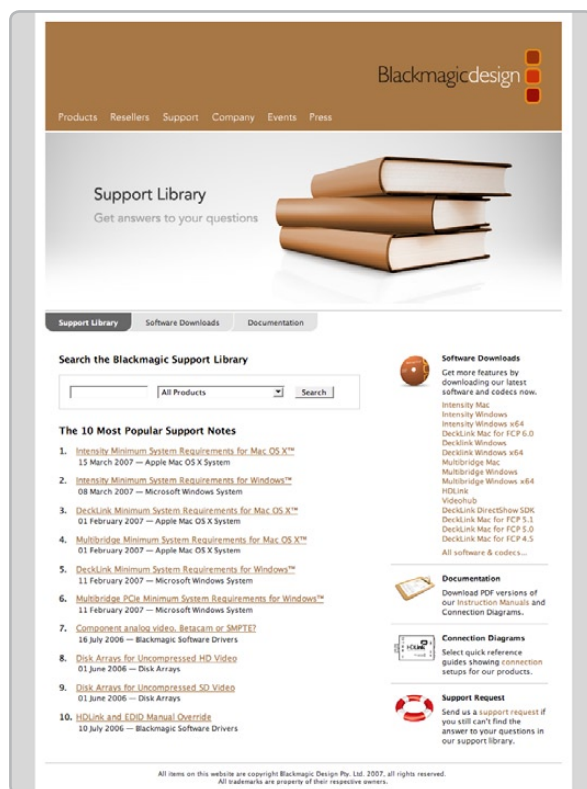 Blackmagicdesign
Products Resellers Support Company Events Press
Support Library
Get answers to your questions
Support Library Software Downloads Documentation
Search the Blackmagic Support Library
All Products Search
The 10 Most Popular Support Notes
1. Intensity Minimum System Requirements for Mac OS X™
15 March 2007 — Apple Mac OS X System
2. Intensity Minimum System Requirements for Windows™
08 March 2007 — Microsoft Windows System
3. DeckLink Minimum System Requirements for Mac OS X™
01 February 2007 — Apple Mac OS X System
4. Multibridge Minimum System Requirements for Mac OS X™
01 February 2007 — Apple Mac OS X System
5. DeckLink Minimum System Requirements for Windows™
11 February 2007 — Microsoft Windows System
6. Multibridge PCIe Minimum System Requirements for Windows™
11 February 2007 — Microsoft Windows System
7. Component analog video. Betacam or SMPTE?
16 July 2006 — Blackmagic Software Drivers
8. Disk Arrays for Uncompressed HD Video
01 June 2006 — Disk Arrays
9. Disk Arrays for Uncompressed SD Video
01 June 2006 — Disk Arrays
10. HDLink and EDID Manual Override
10 July 2006 — Blackmagic Software Drivers
Software Downloads
Get more features by
downloading our latest
software and codecs now.
Intensity Mac
Intensity Windows
Intensity Windows x64
DeckLink Mac for FCP 6.0
Decklink Windows
Decklink Windows x64
Multibridge Mac
Multibridge Windows
Multibridge Windows x64
HDLink
Videohub
DeckLink DirectShow SDK
DeckLink Mac for FCP 5.1
DeckLink Mac for FCP 5.0
DeckLink Mac for FCP 4.5
All software & codecs...
Documentation
Download PDF versions of
our Instruction Manuals and
Connection Diagrams.
HDLink
Connection Diagrams
Select quick reference
guides showing connection
setups for our products.
Support Request
Send us a support request if
you still can't find the
answer to your questions in
our support library.
All items on this website are copyright Blackmagic Design Pty. Ltd. 2007, all rights reserved.
All trademarks are property of their respective owners.